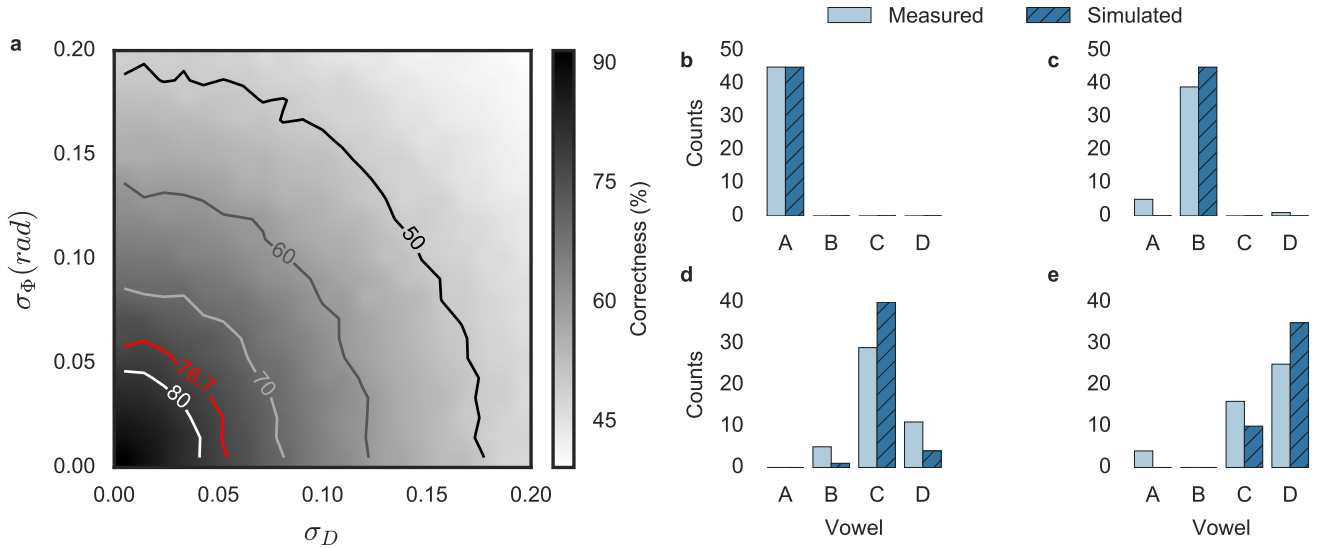 Measured Simulated
a
0.20
0.15
0.10
0.05
0.00
σ_Φ(rad)
0.00 0.05 0.10 0.15 0.20
σ_D
50
60
70
76.7
80
90
75
60
45
Correctness (%)
b
50
40
30
20
10
0
Counts
A B C D
c
50
40
30
20
10
0
A B C D
d
40
30
20
10
0
Counts
A B C D
Vowel
e
40
30
20
10
0
A B C D
Vowel